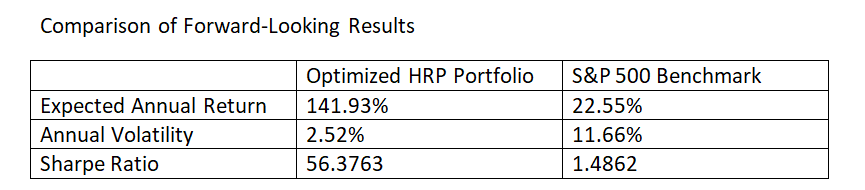 Comparison of Forward-Looking Results
Optimized HRP Portfolio S&P 500 Benchmark
Expected Annual Return 141.93% 22.55%
Annual Volatility 2.52% 11.66%
Sharpe Ratio 56.3763 1.4862